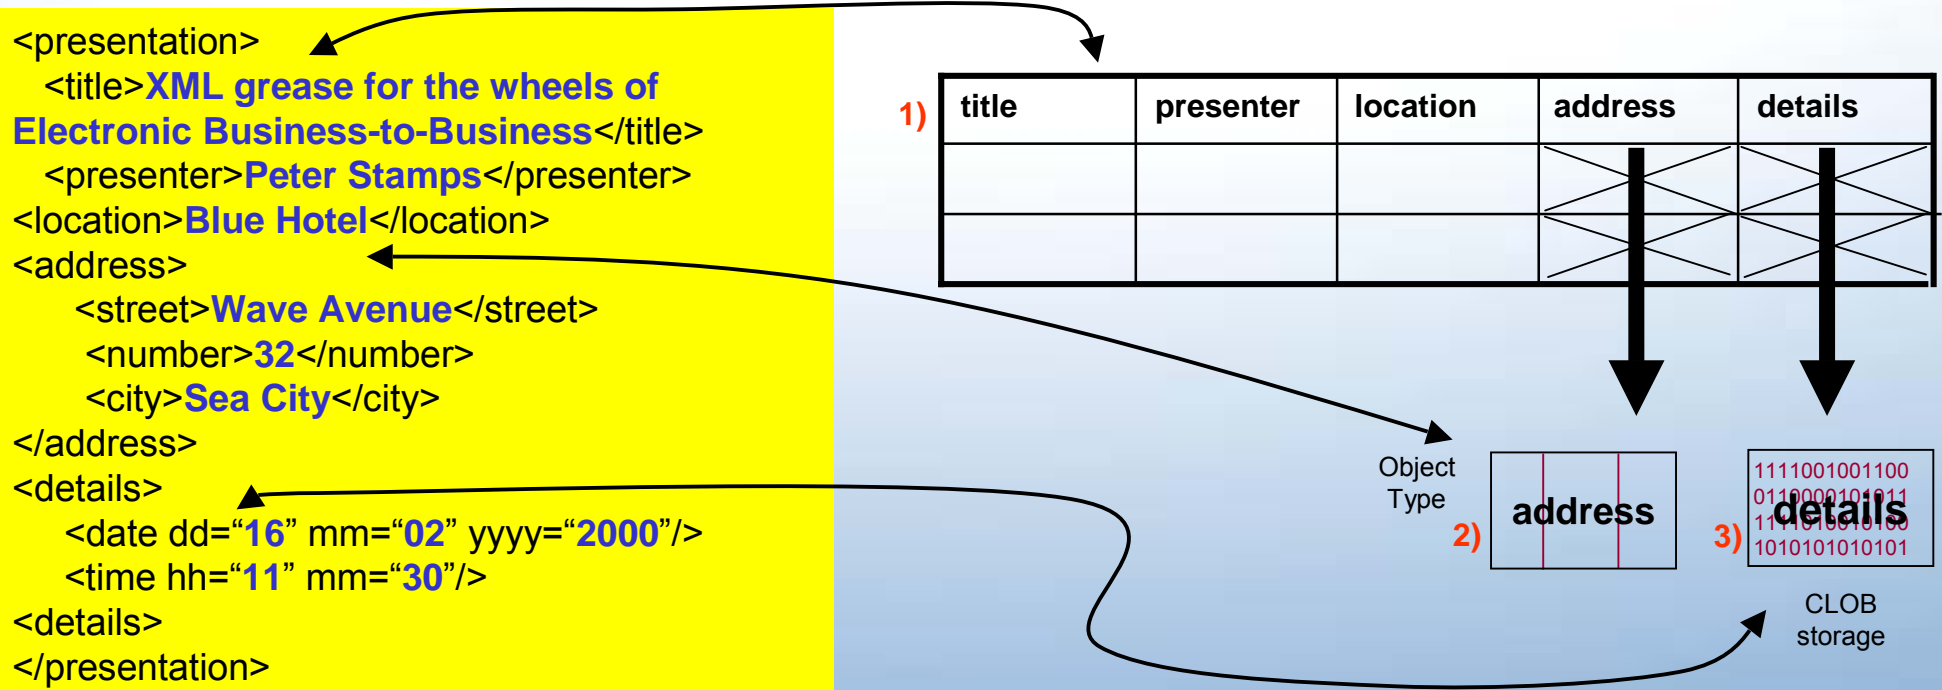 <presentation>
<title>XML grease for the wheels of
Electronic Business-to-Business</title>
<presenter>Peter Stamps</presenter>
<location>Blue Hotel</location>
<address>
<street>Wave Avenue</street>
<number>32</number>
<city>Sea City</city>
</address>
<details>
<date dd=“16” mm=“02” yyyy=“2000”/>
<time hh=“11” mm=“30”/>
<details>
</presentation>
1) title presenter location address details
Object
Type
2) address
1111001001100
3) details
1010101010101
CLOB
storage